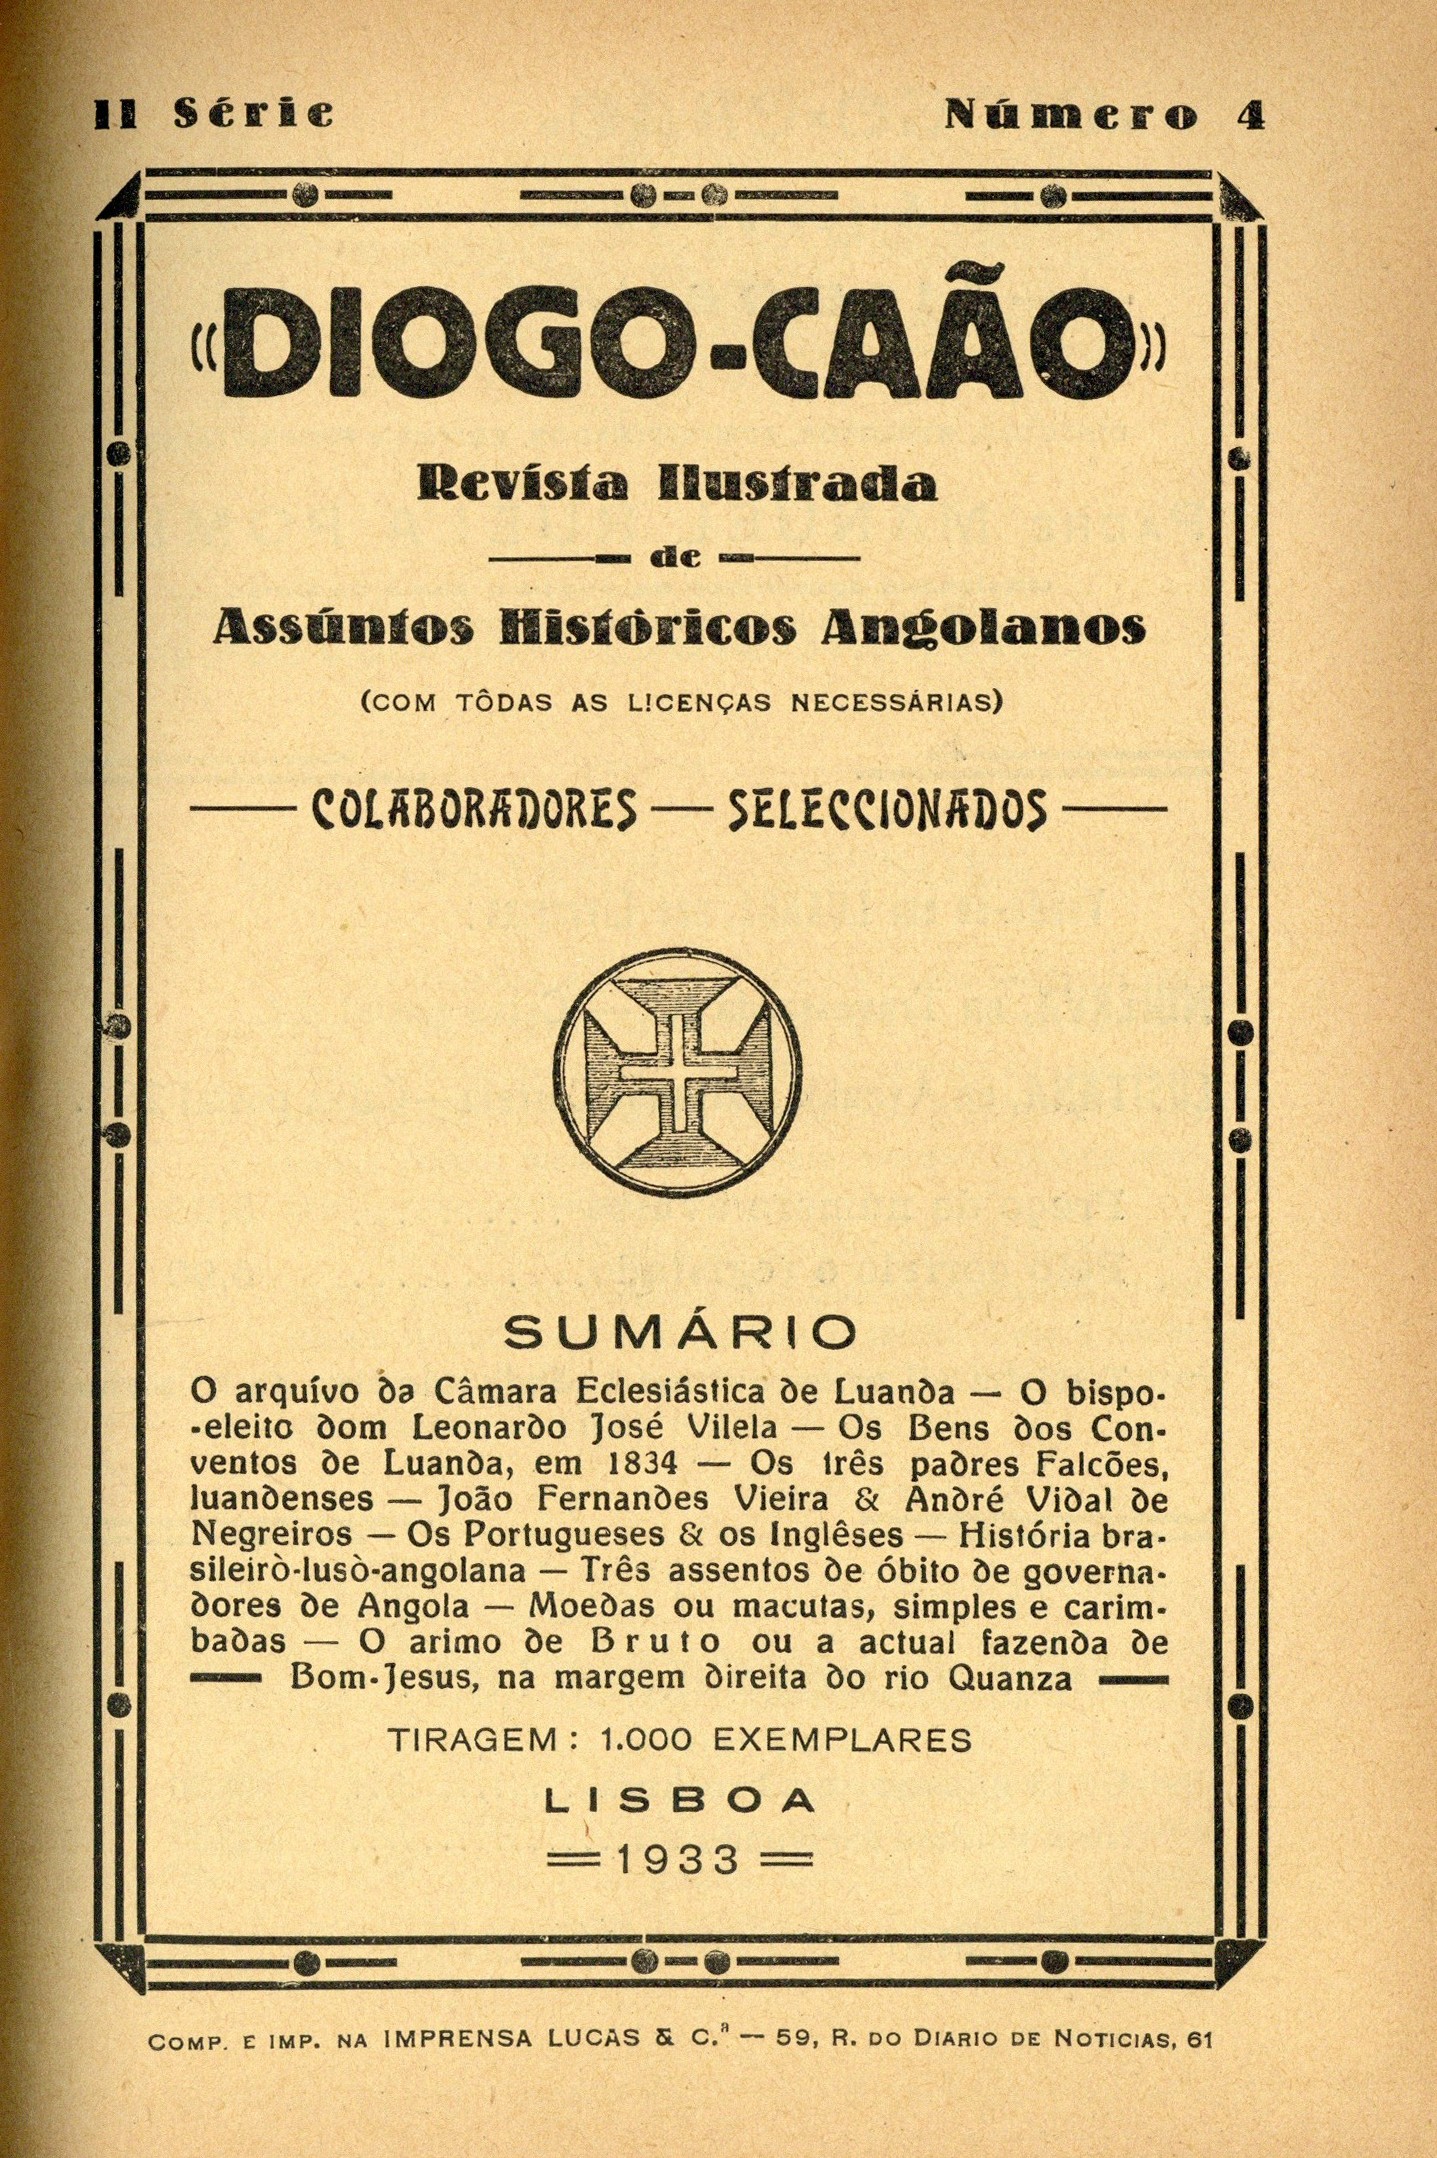 II Série Número 4
«DIOGO-CAÃO»
Revista Ilustrada
de
Assúntos Históricos Angolanos
(COM TÔDAS AS LICENÇAS NECESSÁRIAS)
COLABORADORES — SELECCIONADOS
SUMÁRIO
O arquívo da Câmara Eclesiástica de Luanda — O bispo-
-eleito dom Leonardo José Vilela — Os Bens dos Con-
ventos de Luanda, em 1834 — Os três padres Falcões,
luandenses — João Fernandes Vieira & André Vidal de
Negreiros — Os Portugueses & os Inglêses — História bra-
sileirò-lusò-angolana — Três assentos de óbito de governa-
dores de Angola — Moedas ou macutas, simples e carim-
badas — O arimo de Bruto ou a actual fazenda de
Bom-Jesus, na margem direita do rio Quanza
TIRAGEM: 1.000 EXEMPLARES
LISBOA
1933
COMP. E IMP. NA IMPRENSA LUCAS & C.ª — 59, R. DO DIARIO DE NOTICIAS, 61